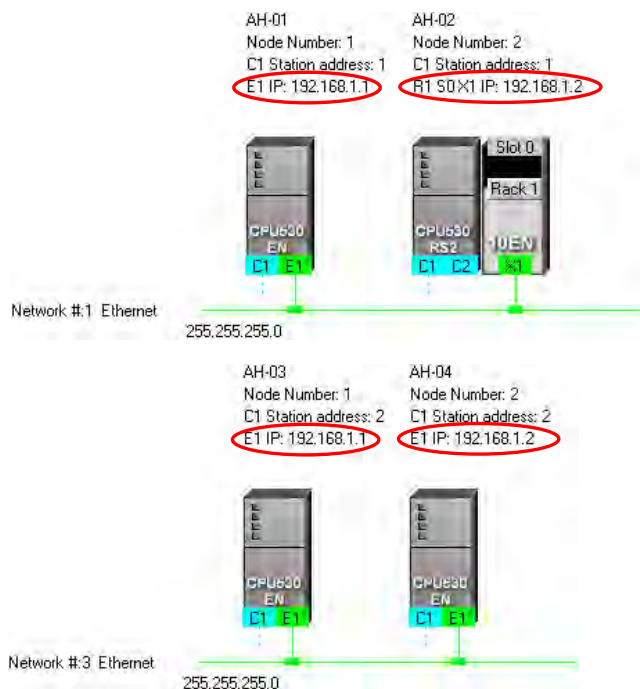 AH-01
Node Number: 1
C1 Station address: 1
E1 IP: 192.168.1.1
AH-02
Node Number: 2
C1 Station address: 1
R1 S0 X1 IP: 192.168.1.2
CPU530
EN
C1 E1
CPU530
RS2
C1 C2
Slot 0
Rack 1
10EN
X1
Network #:1 Ethernet
255.255.255.0
AH-03
Node Number: 1
C1 Station address: 2
E1 IP: 192.168.1.1
AH-04
Node Number: 2
C1 Station address: 2
E1 IP: 192.168.1.2
CPU530
EN
C1 E1
CPU530
EN
C1 E1
Network #:3 Ethernet
255.255.255.0